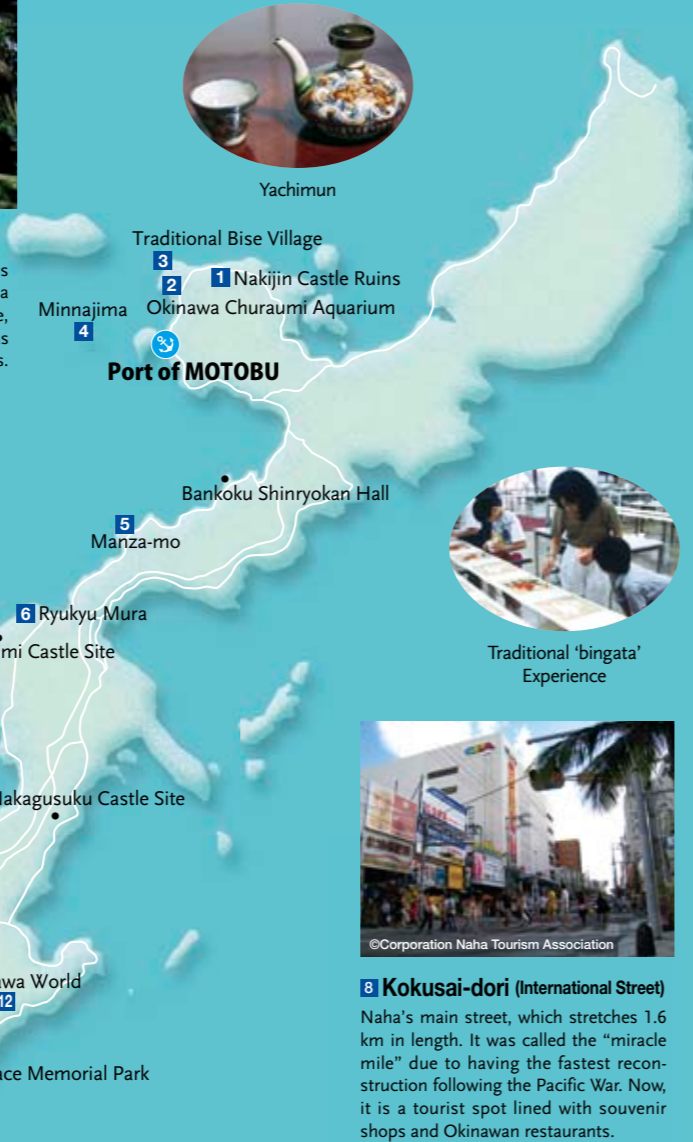 Yachimun
s
a
e,
s
s.
Traditional Bise Village
3
2
1 Nakijin Castle Ruins
Minnajima
4
Okinawa Churaumi Aquarium
Port of MOTOBU
Bankoku Shinryokan Hall
5
Manza-mo
6 Ryukyu Mura
mi Castle Site
Traditional ‘bingata’
Experience
akagusuku Castle Site
©Corporation Naha Tourism Association
wa World
12
ace Memorial Park
8 Kokusai-dori (International Street)
Naha’s main street, which stretches 1.6
km in length. It was called the “miracle
mile” due to having the fastest recon-
struction following the Pacific War. Now,
it is a tourist spot lined with souvenir
shops and Okinawan restaurants.